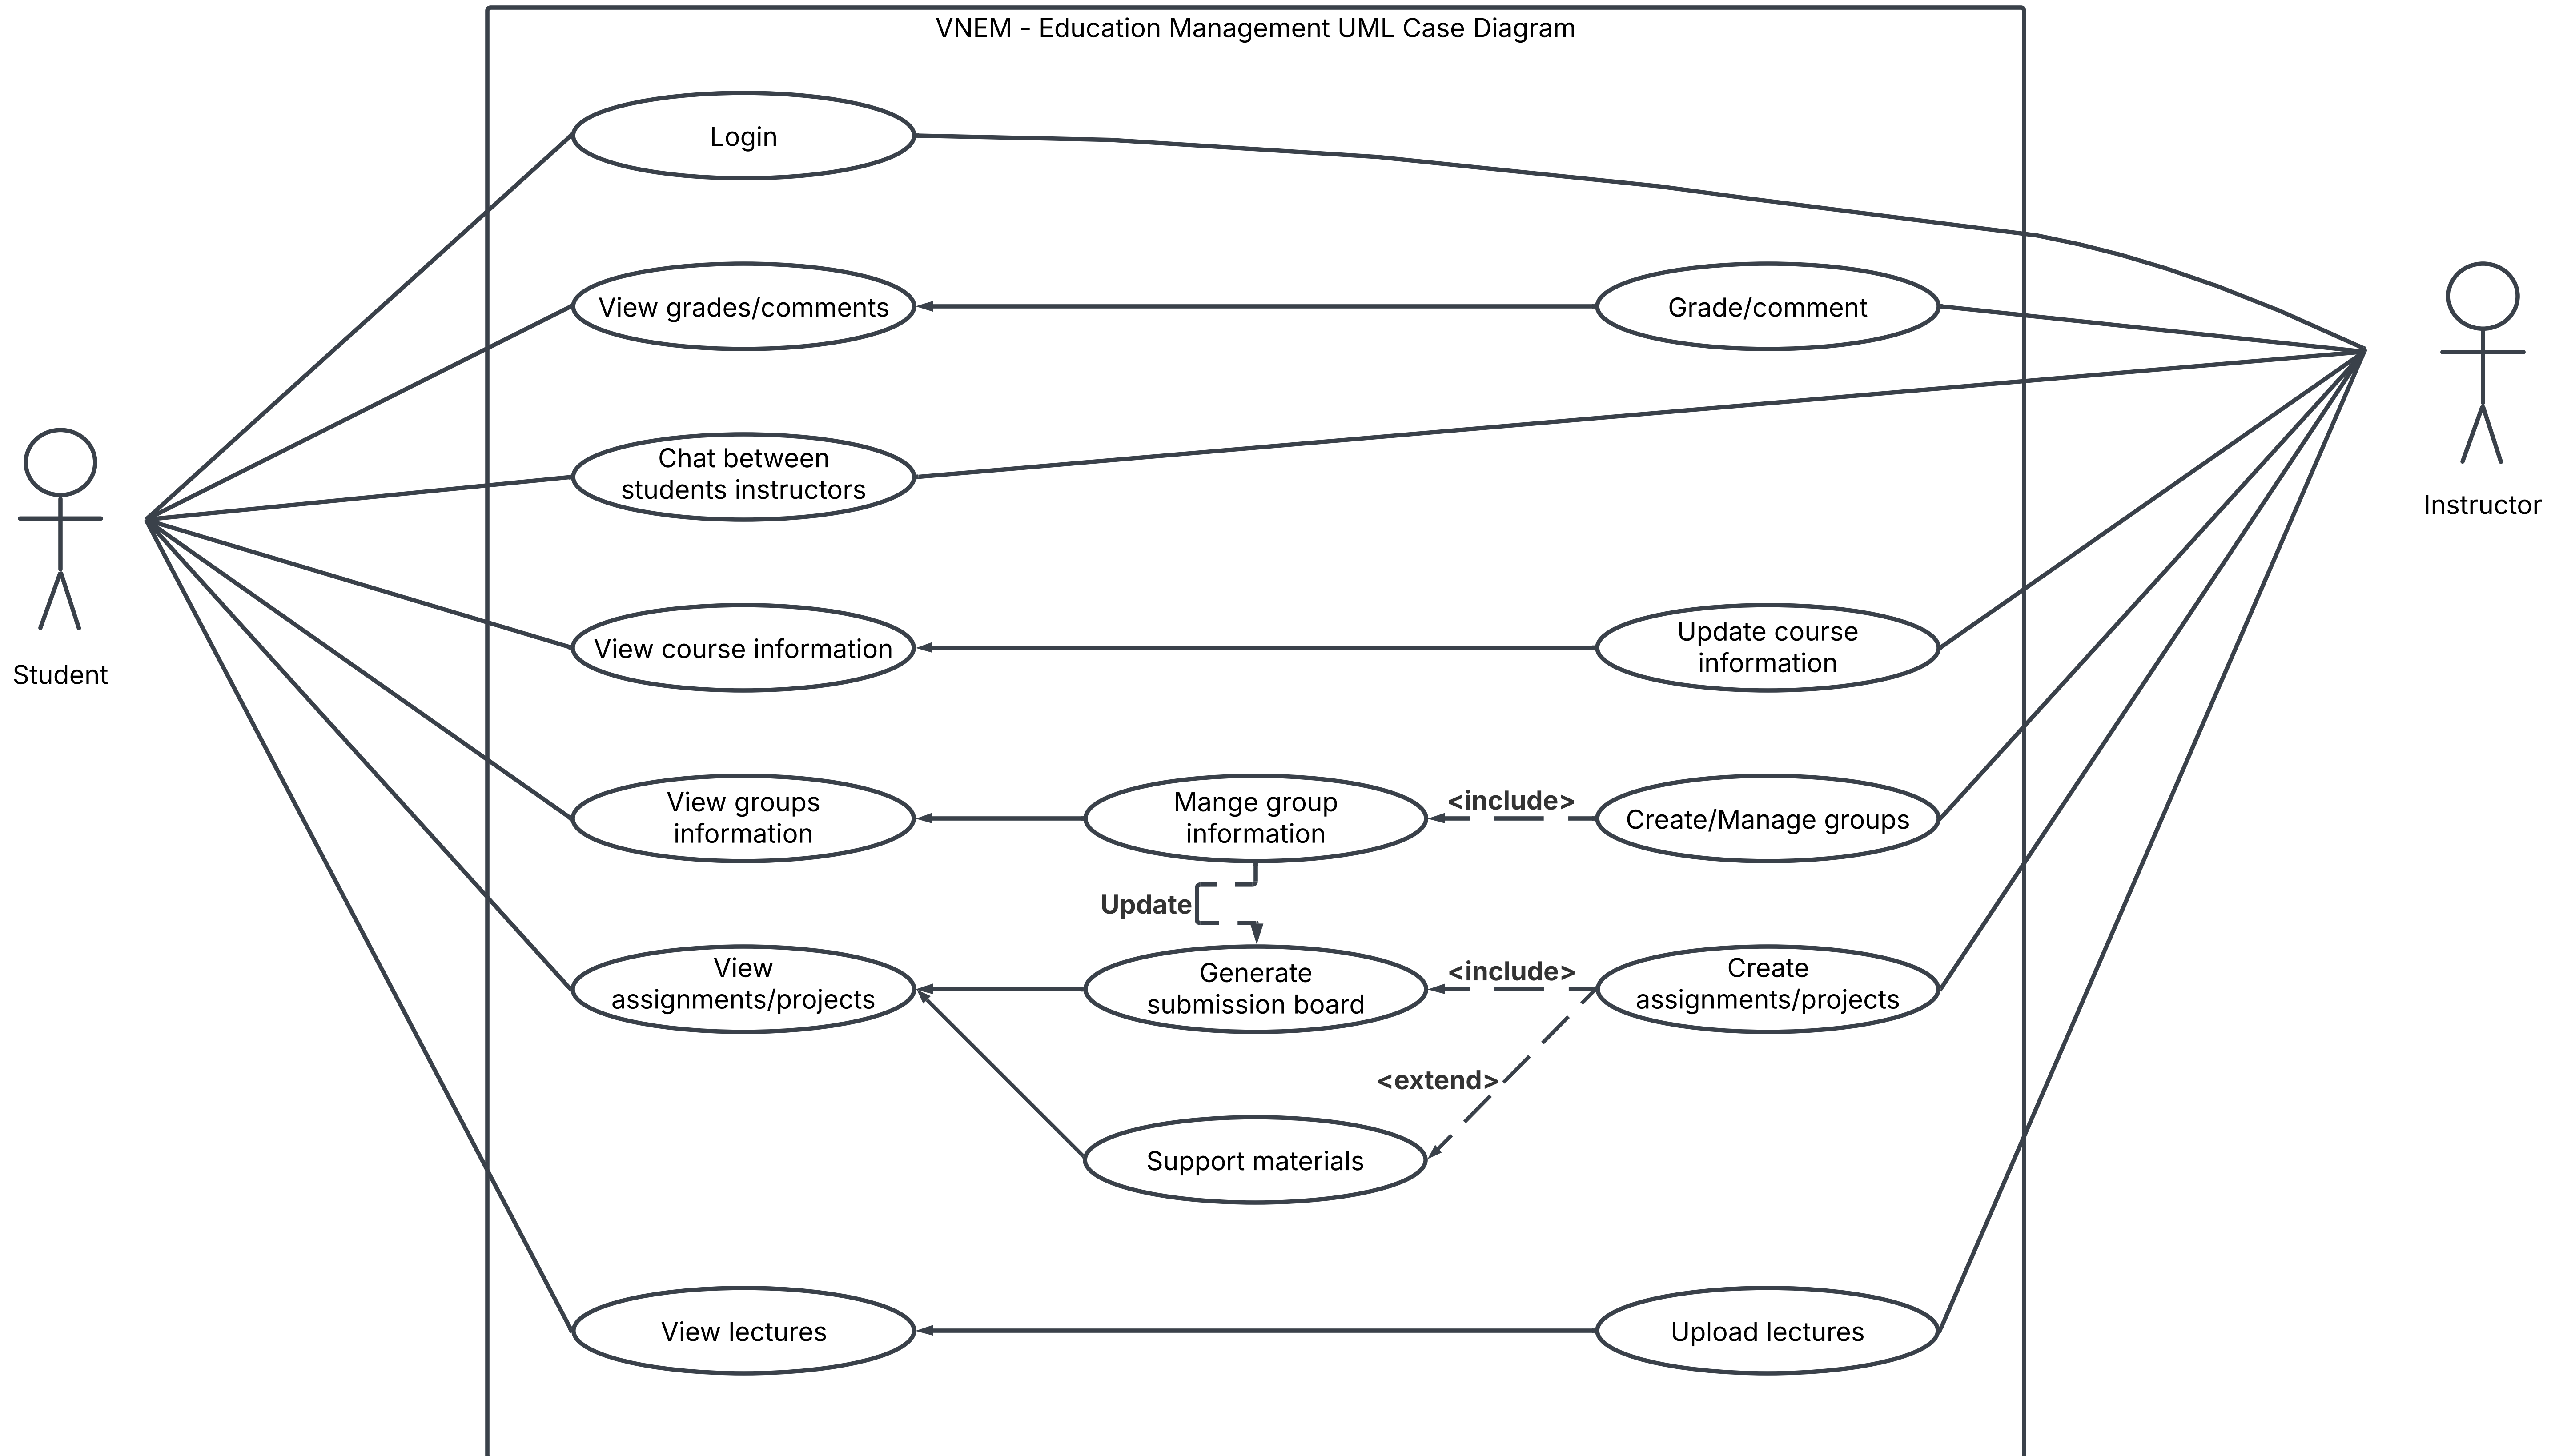 VNEM - Education Management UML Case Diagram
Login
View grades/comments
Grade/comment
Chat between
students instructors
Instructor
View course information
Update course
information
Student
View groups
information
Mange group
information
<include>
Create/Manage groups
Update
View
assignments/projects
Generate
submission board
<include>
Create
assignments/projects
<extend>
Support materials
View lectures
Upload lectures